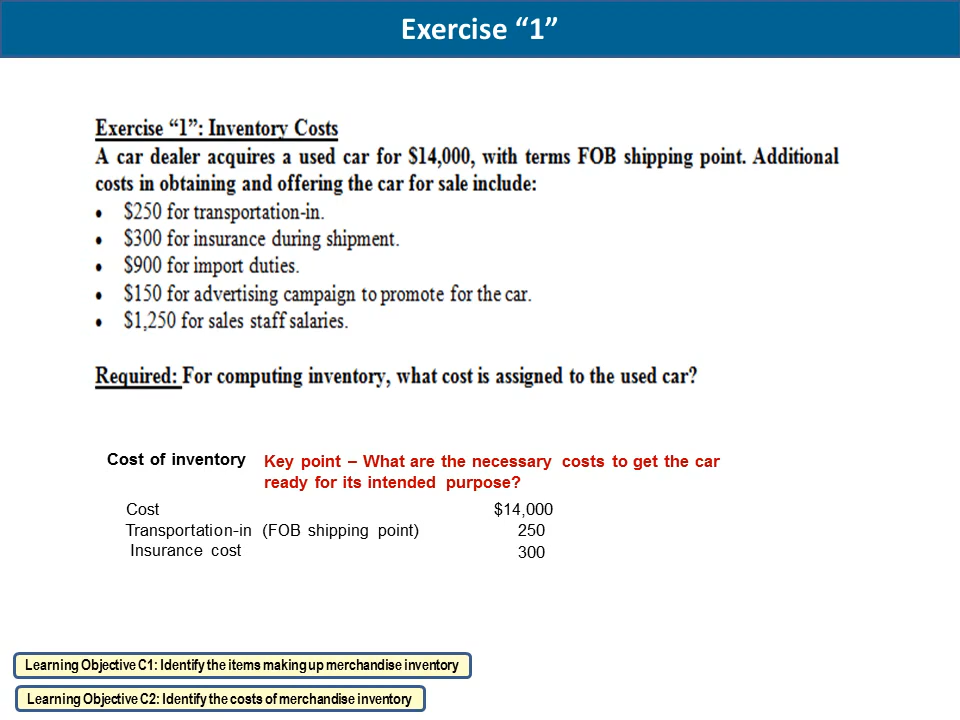 Exercise “1”
Exercise “1”: Inventory Costs
A car dealer acquires a used car for $14,000, with terms FOB shipping point. Additional
costs in obtaining and offering the car for sale include:
• $250 for transportation-in.
• $300 for insurance during shipment.
• $900 for import duties.
• $150 for advertising campaign to promote for the car.
• $1,250 for sales staff salaries.
Required: For computing inventory, what cost is assigned to the used car?
Cost of inventory Key point – What are the necessary costs to get the car
ready for its intended purpose?
Cost $14,000
Transportation-in (FOB shipping point) 250
Insurance cost 300
Learning Objective C1: Identify the items making up merchandise inventory
Learning Objective C2: Identify the costs of merchandise inventory